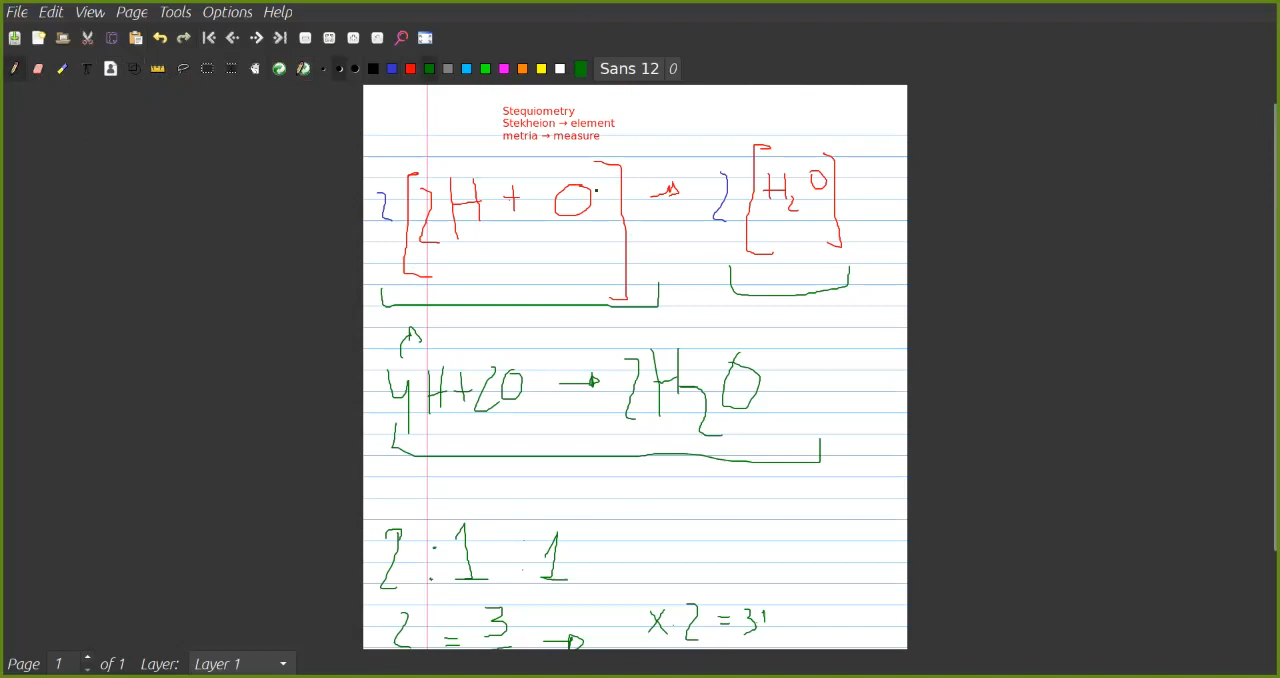 File Edit View Page Tools Options Help
Sans 12 0
Stequiometry
Stekheion → element
metria → measure
2 [2H + O] → 2 [H₂O]
4H+2O → 2H₂O
2 : 1 : 1
2 = 3 → x · 2 = 3
Page 1 of 1 Layer: Layer 1